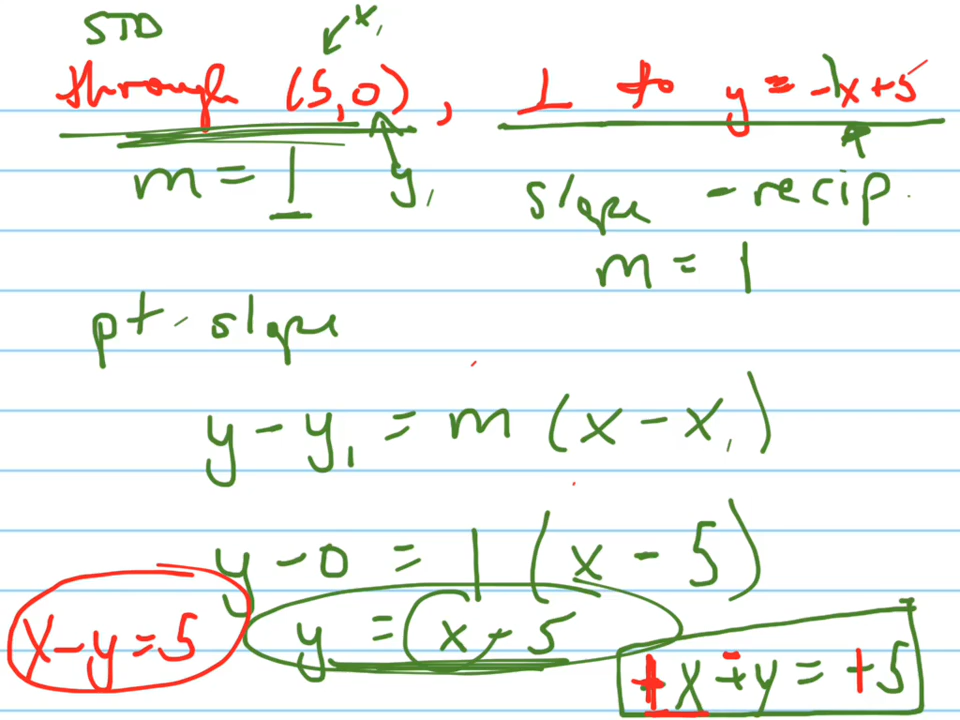 STD x₁
through (5,0), ⊥ to y = -1x+5
m = 1 y₁ slope - recip.
m = 1
pt - slope
y - y₁ = m (x - x₁)
y - 0 = 1 (x - 5)
x-y=5 y = x - 5
+x - y = +5